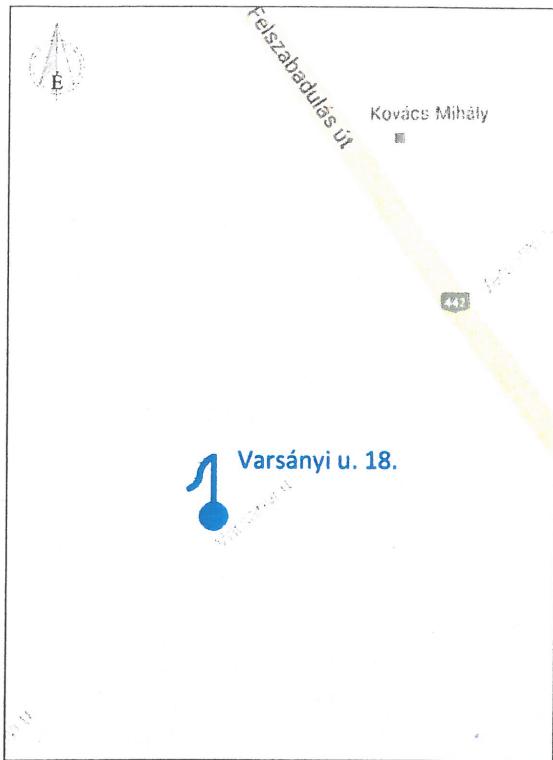 É
Felszabadulás út
Kovács Mihály
442
Varsányi u. 18.